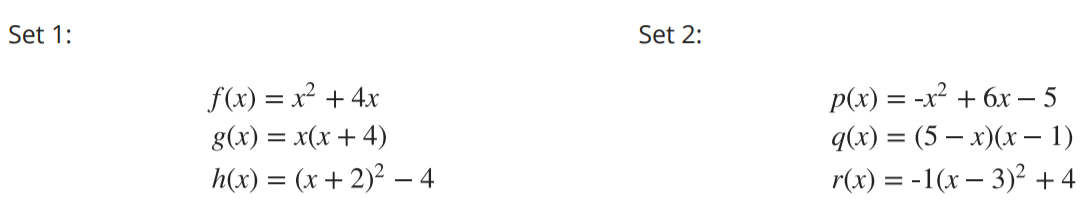 Set 1:
f(x) = x² + 4x
g(x) = x(x + 4)
h(x) = (x + 2)² − 4
Set 2:
p(x) = -x² + 6x − 5
q(x) = (5 − x)(x − 1)
r(x) = -1(x − 3)² + 4